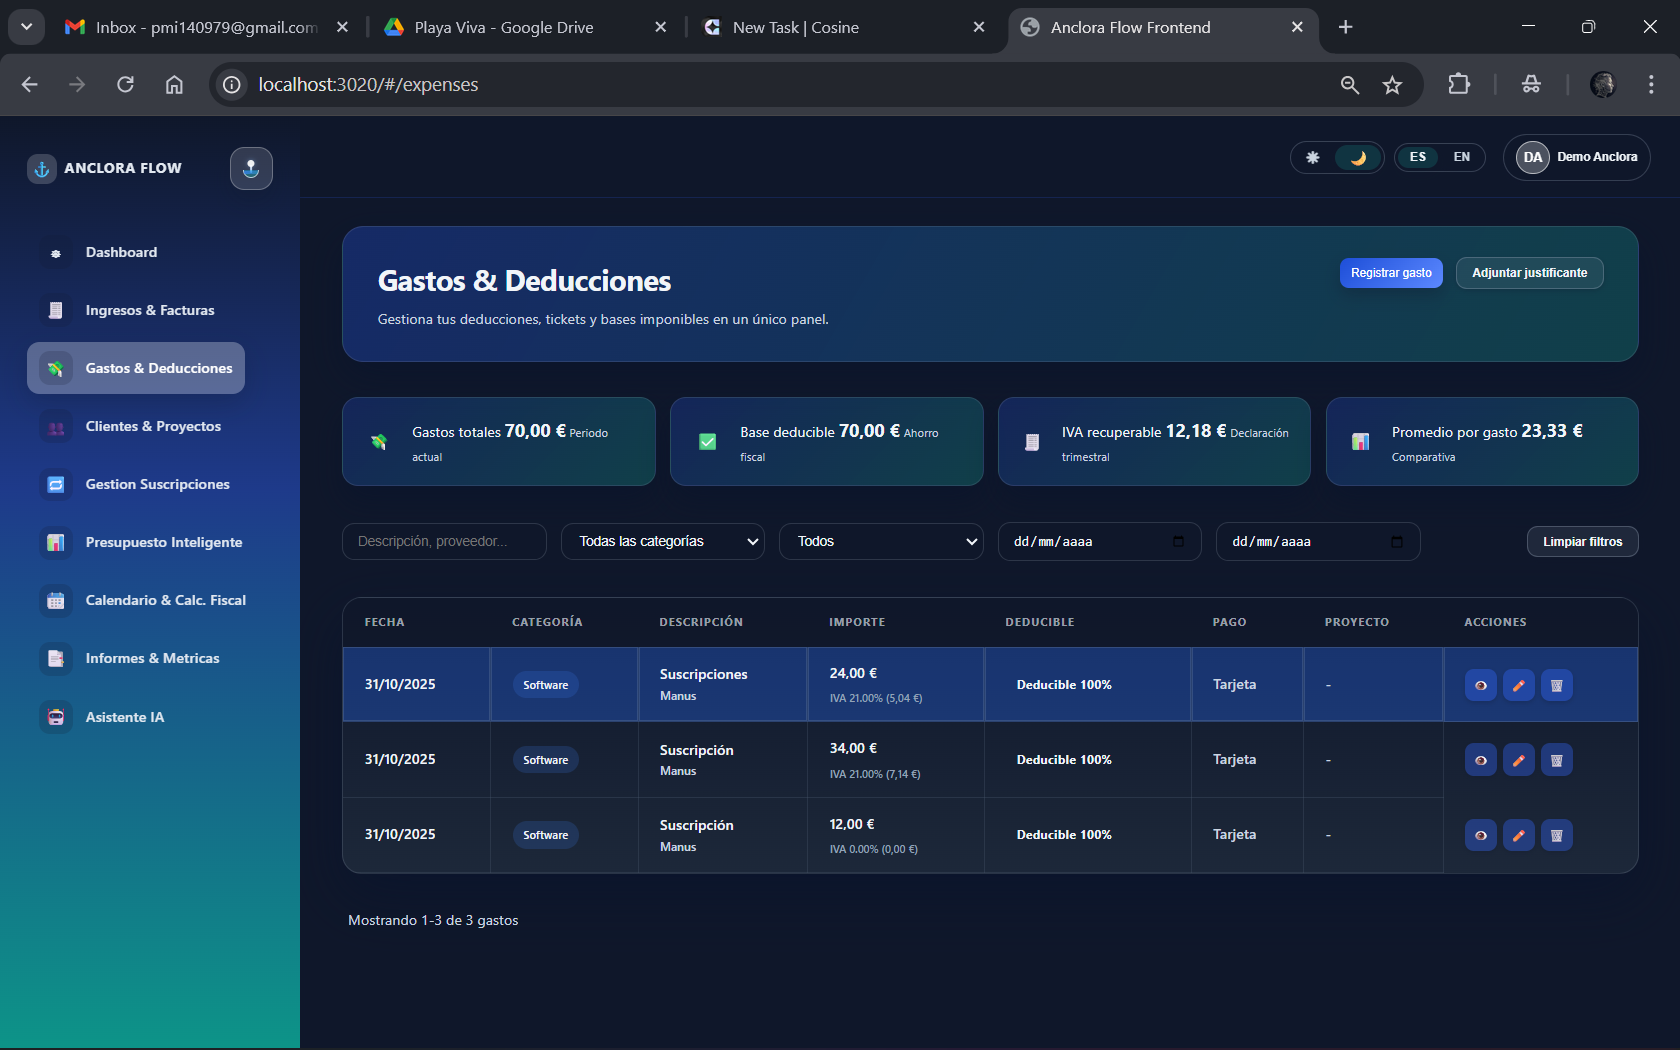 Inbox - pmi140979@gmail.com
Playa Viva - Google Drive
New Task | Cosine
Anclora Flow Frontend
localhost:3020/#/expenses
ANCLORA FLOW
ES
EN
DA
Demo Anclora
Dashboard
Ingresos & Facturas
Gastos & Deducciones
Clientes & Proyectos
Gestion Suscripciones
Presupuesto Inteligente
Calendario & Calc. Fiscal
Informes & Metricas
Asistente IA
Gastos & Deducciones
Gestiona tus deducciones, tickets y bases imponibles en un único panel.
Registrar gasto
Adjuntar justificante
Gastos totales 70,00 € Periodo
actual
Base deducible 70,00 € Ahorro
fiscal
IVA recuperable 12,18 € Declaración
trimestral
Promedio por gasto 23,33 €
Comparativa
Descripción, proveedor...
Todas las categorías
Todos
dd/mm/aaaa
dd/mm/aaaa
Limpiar filtros
FECHA CATEGORÍA DESCRIPCIÓN IMPORTE DEDUCIBLE PAGO PROYECTO ACCIONES
31/10/2025
Software
Suscripciones
Manus
24,00 €
IVA 21.00% (5,04 €)
Deducible 100%
Tarjeta
-
31/10/2025
Software
Suscripción
Manus
34,00 €
IVA 21.00% (7,14 €)
Deducible 100%
Tarjeta
-
31/10/2025
Software
Suscripción
Manus
12,00 €
IVA 0.00% (0,00 €)
Deducible 100%
Tarjeta
-
Mostrando 1-3 de 3 gastos